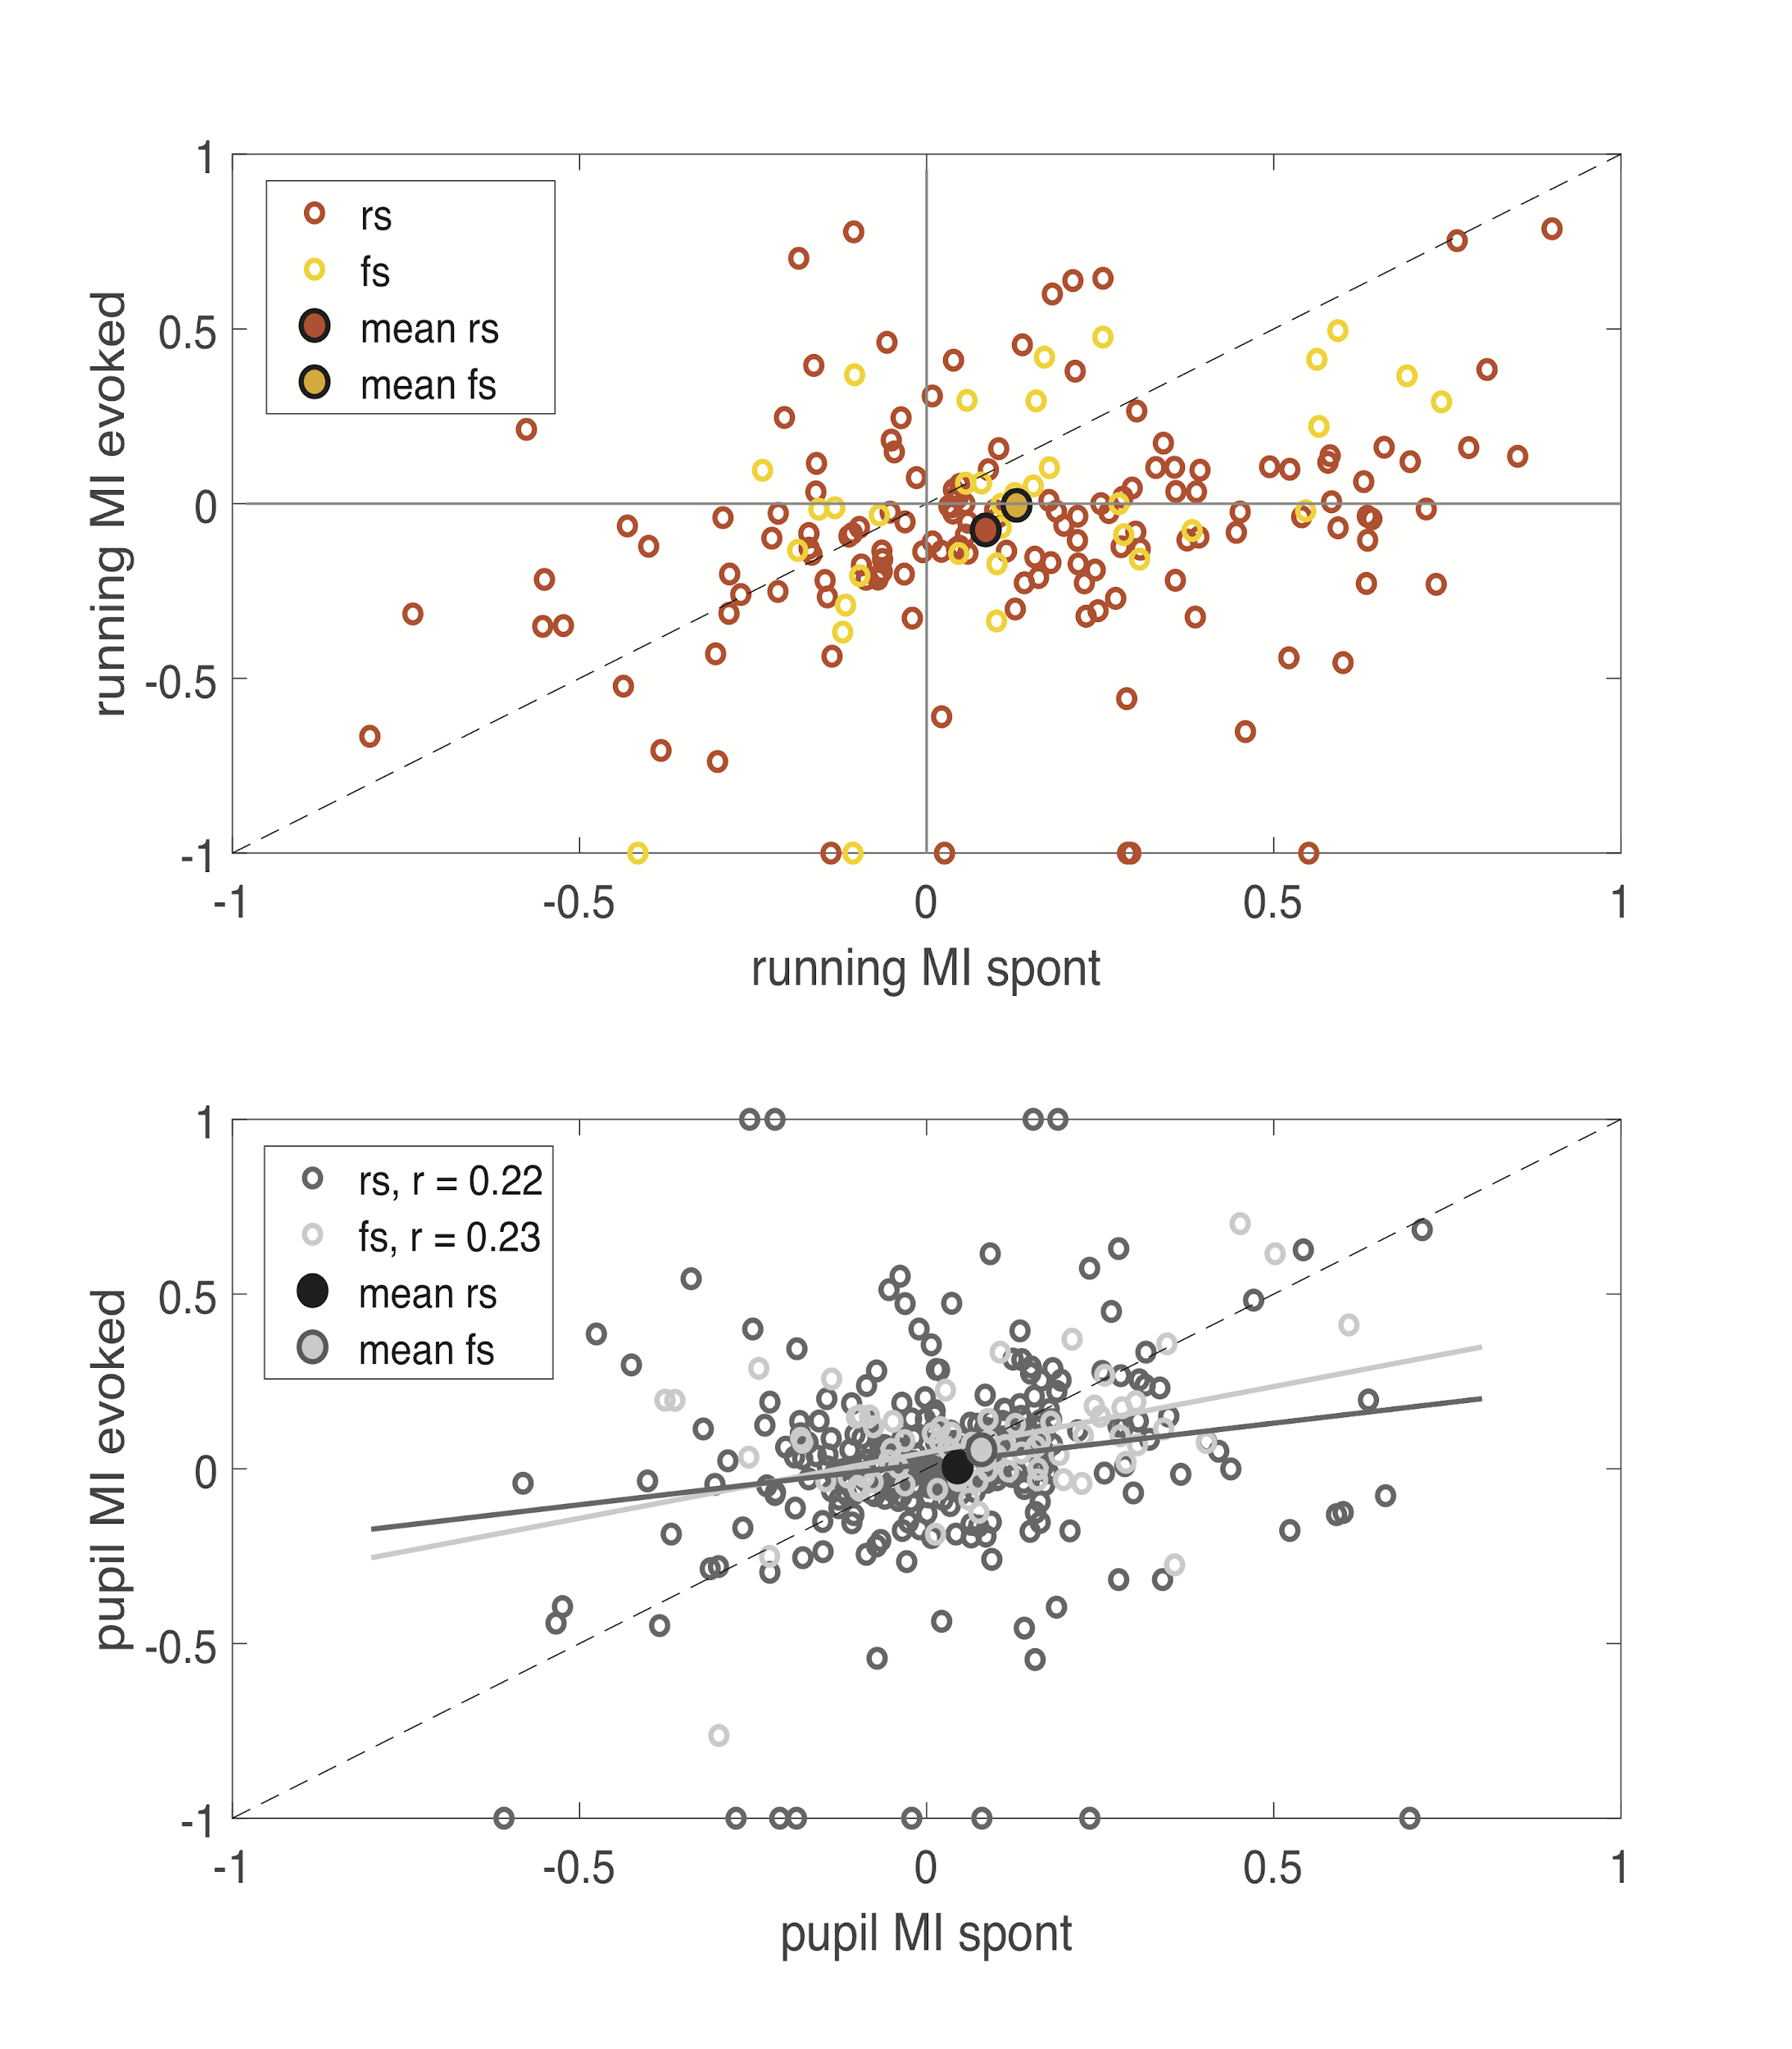 1
rs
fs
mean rs
mean fs
0.5
0
-0.5
-1
running MI evoked
-1
-0.5
0
0.5
1
running MI spont
1
rs, r = 0.22
fs, r = 0.23
mean rs
mean fs
0.5
0
-0.5
-1
pupil MI evoked
-1
-0.5
0
0.5
1
pupil MI spont